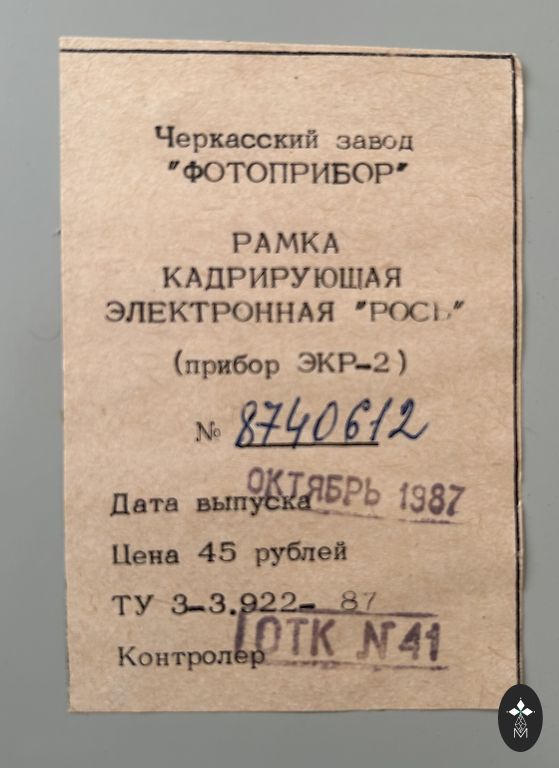 Черкасский завод
"ФОТОПРИБОР"
РАМКА
КАДРИРУЮЩАЯ
ЭЛЕКТРОННАЯ "РОСЬ"
(прибор ЭКР-2)
№ 8740612
Дата выпуска ОКТЯБРЬ 1987
Цена 45 рублей
ТУ 3-3.922- 87
Контролер ОТК №41
М